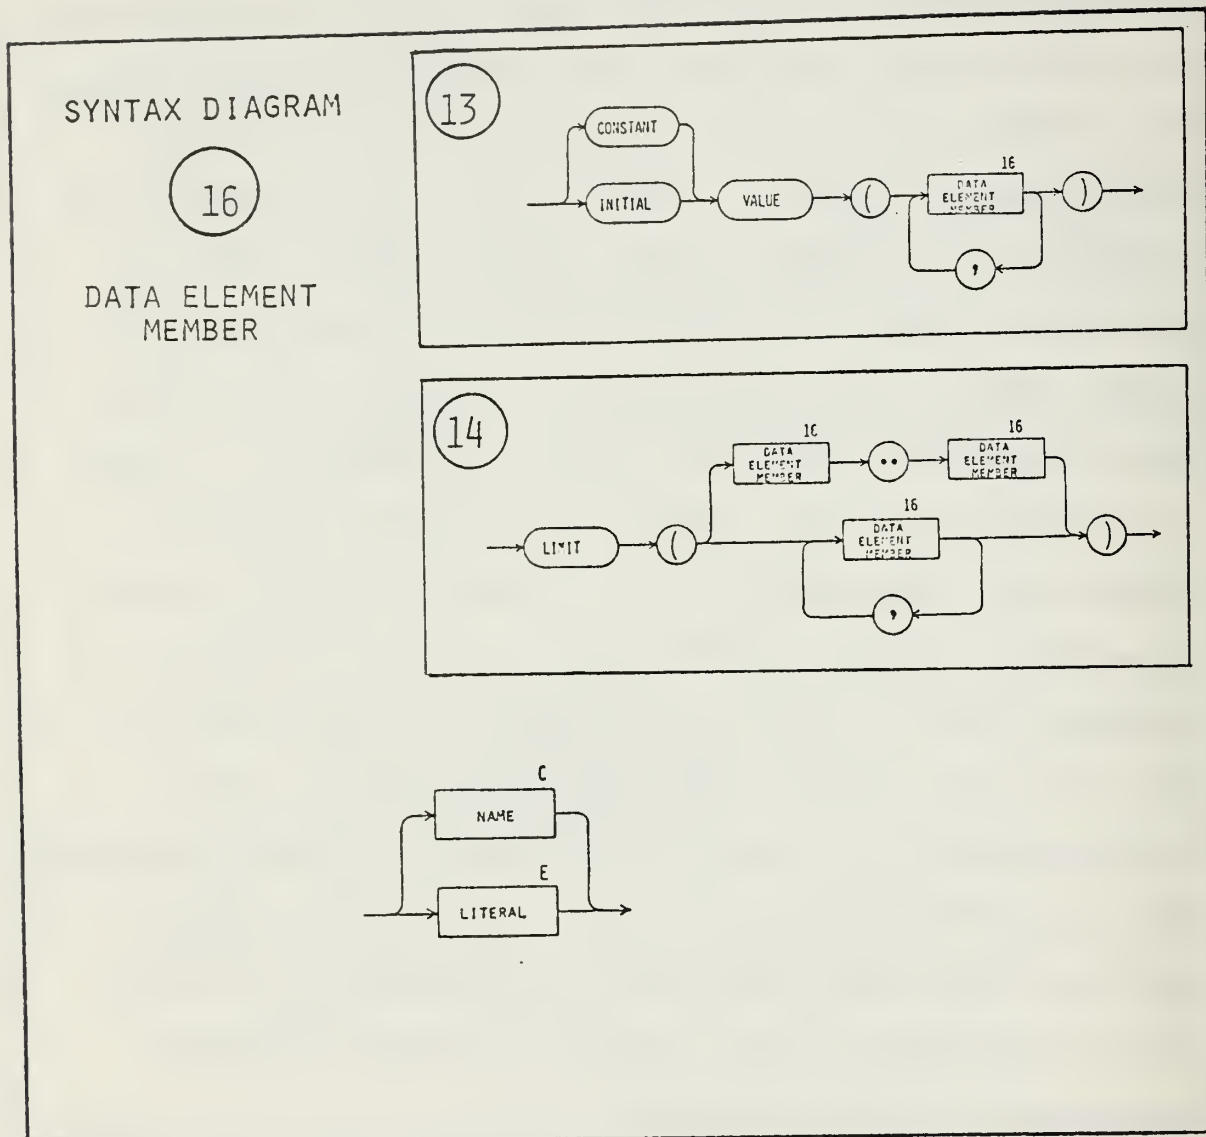 SYNTAX DIAGRAM
16
DATA ELEMENT
MEMBER
13
CONSTANT
INITIAL
VALUE
(
16
DATA
ELEMENT
MEMBER
)
,
14
16
DATA
ELEMENT
MEMBER
..
16
DATA
ELEMENT
MEMBER
LIMIT
(
16
DATA
ELEMENT
MEMBER
)
,
C
NAME
E
LITERAL